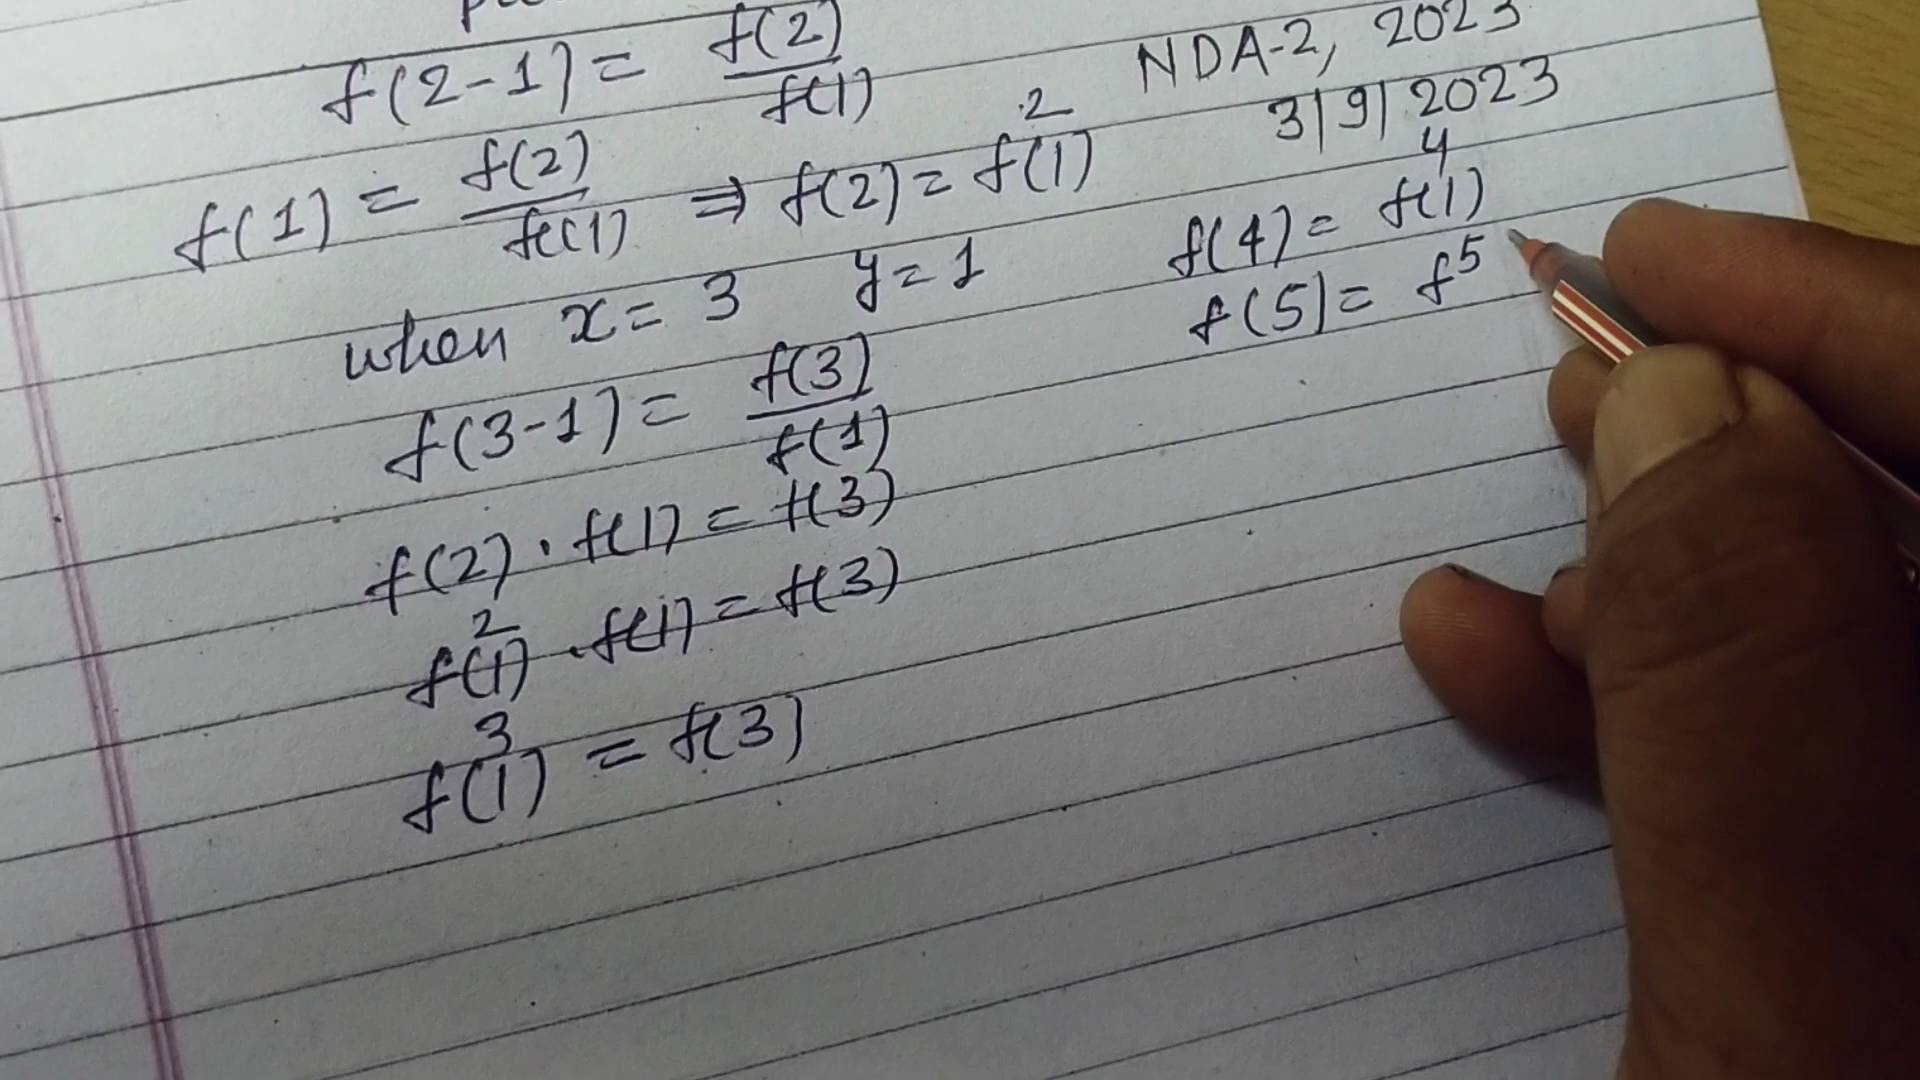 f(2-1) = f(2)/f(1)
f(1) = f(2)/f(1) ⇒ f(2) = f²(1)
when x = 3 y = 1
f(3-1) = f(3)/f(1)
f(2) · f(1) = f(3)
f²(1) · f(1) = f(3)
f³(1) = f(3)
NDA-2, 2023
3|9|2023
f(4) = f⁴(1)
f(5) = f⁵